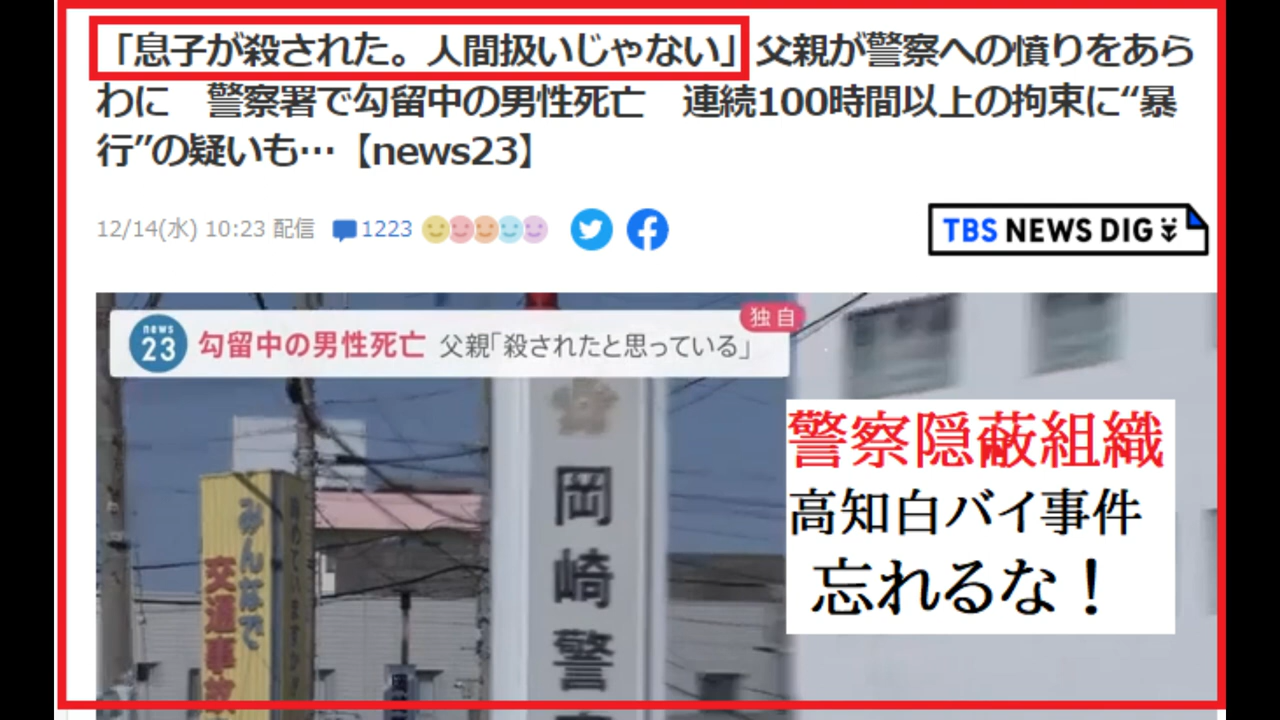 「息子が殺された。人間扱いじゃない」父親が警察への憤りをあら
わに　警察署で勾留中の男性死亡　連続100時間以上の拘束に“暴
行”の疑いも…【news23】
12/14(水) 10:23 配信
1223
TBS NEWS DIG
独自
news
23
勾留中の男性死亡 父親「殺されたと思っている」
警察隠蔽組織
高知白バイ事件
忘れるな！
岡崎警
みんなで
交通事故